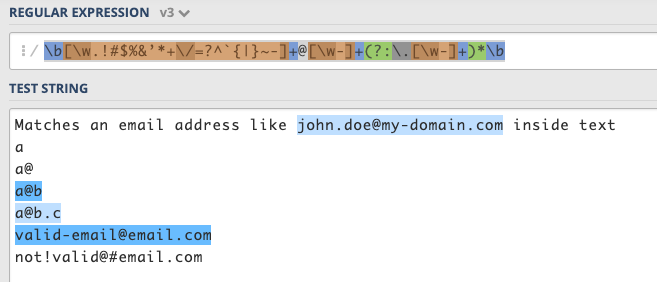 REGULAR EXPRESSION v3
/ \b[\w.!#$%&’*+\/=?^`{|}~-]+@[\w-]+(?:\.[\w-]+)*\b
TEST STRING
Matches an email address like john.doe@my-domain.com inside text
a
a@
a@b
a@b.c
valid-email@email.com
not!valid@#email.com